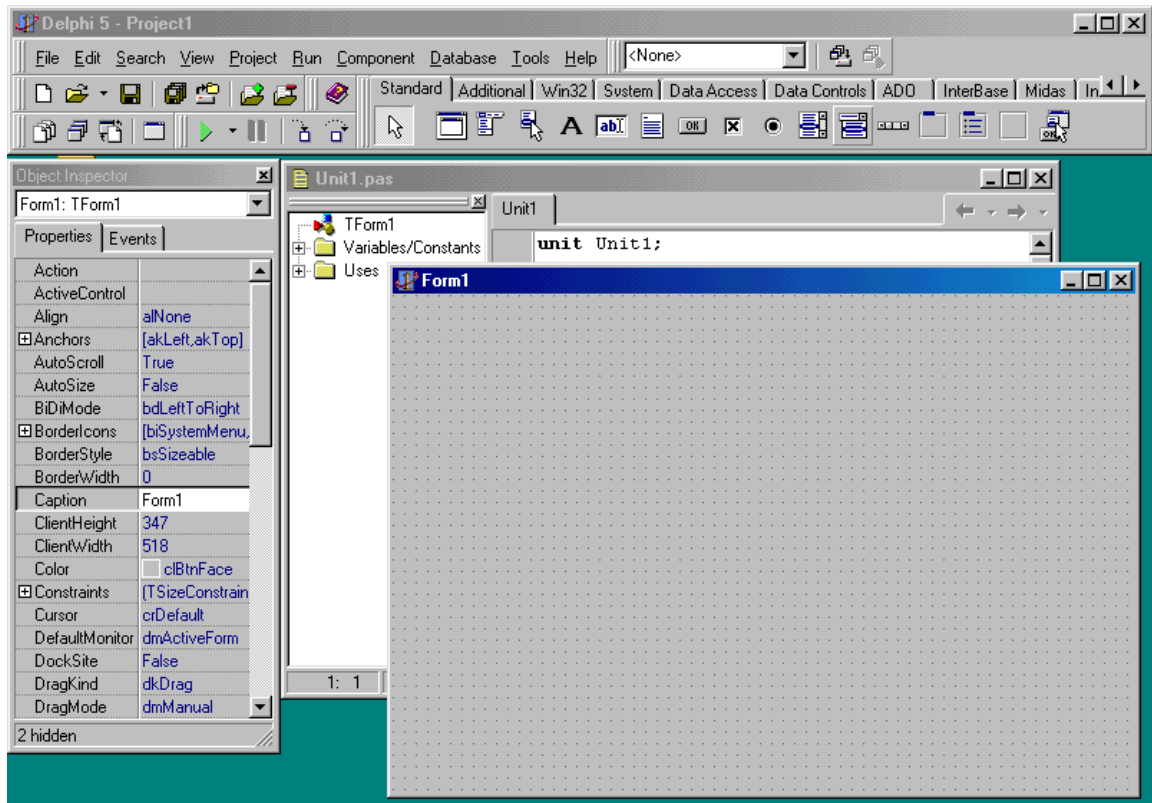 Delphi 5 - Project1
File Edit Search View Project Run Component Database Tools Help <None>
Standard Additional Win32 System Data Access Data Controls ADO InterBase Midas In
A ab OK
OK
Object Inspector
Form1: TForm1
Properties Events
Action
ActiveControl
Align alNone
Anchors [akLeft,akTop]
AutoScroll True
AutoSize False
BiDiMode bdLeftToRight
BorderIcons [biSystemMenu,
BorderStyle bsSizeable
BorderWidth 0
Caption Form1
ClientHeight 347
ClientWidth 518
Color clBtnFace
Constraints (TSizeConstrain
Cursor crDefault
DefaultMonitor dmActiveForm
DockSite False
DragKind dkDrag
DragMode dmManual
2 hidden
Unit1.pas
TForm1
Variables/Constants
Uses
Unit1
unit Unit1;
1: 1
Form1